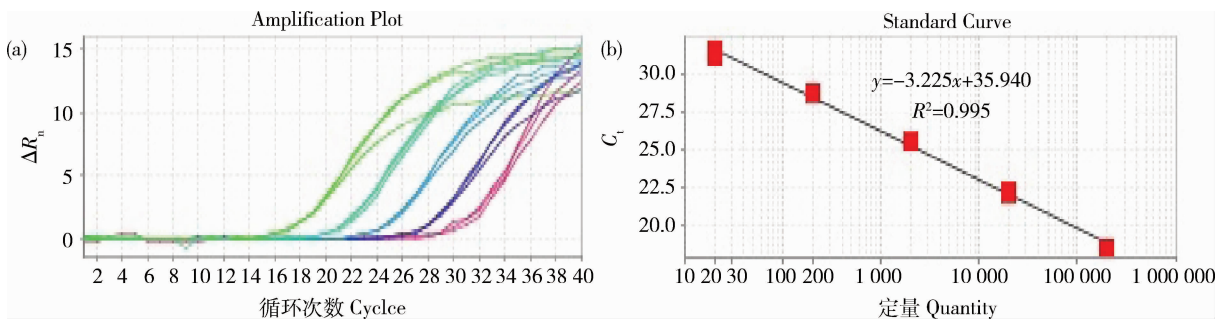 Amplification Plot
(a)
15
10
5
0
ΔRn
2 4 6 8 10 12 14 16 18 20 22 24 26 28 30 32 34 36 38 40
循环次数 Cyclce
Standard Curve
(b)
30.0
27.5
25.0
22.5
20.0
Ct
y=−3.225x+35.940
R²=0.995
10 20 30 100 200 1 000 10 000 100 000 1 000 000
定量 Quantity